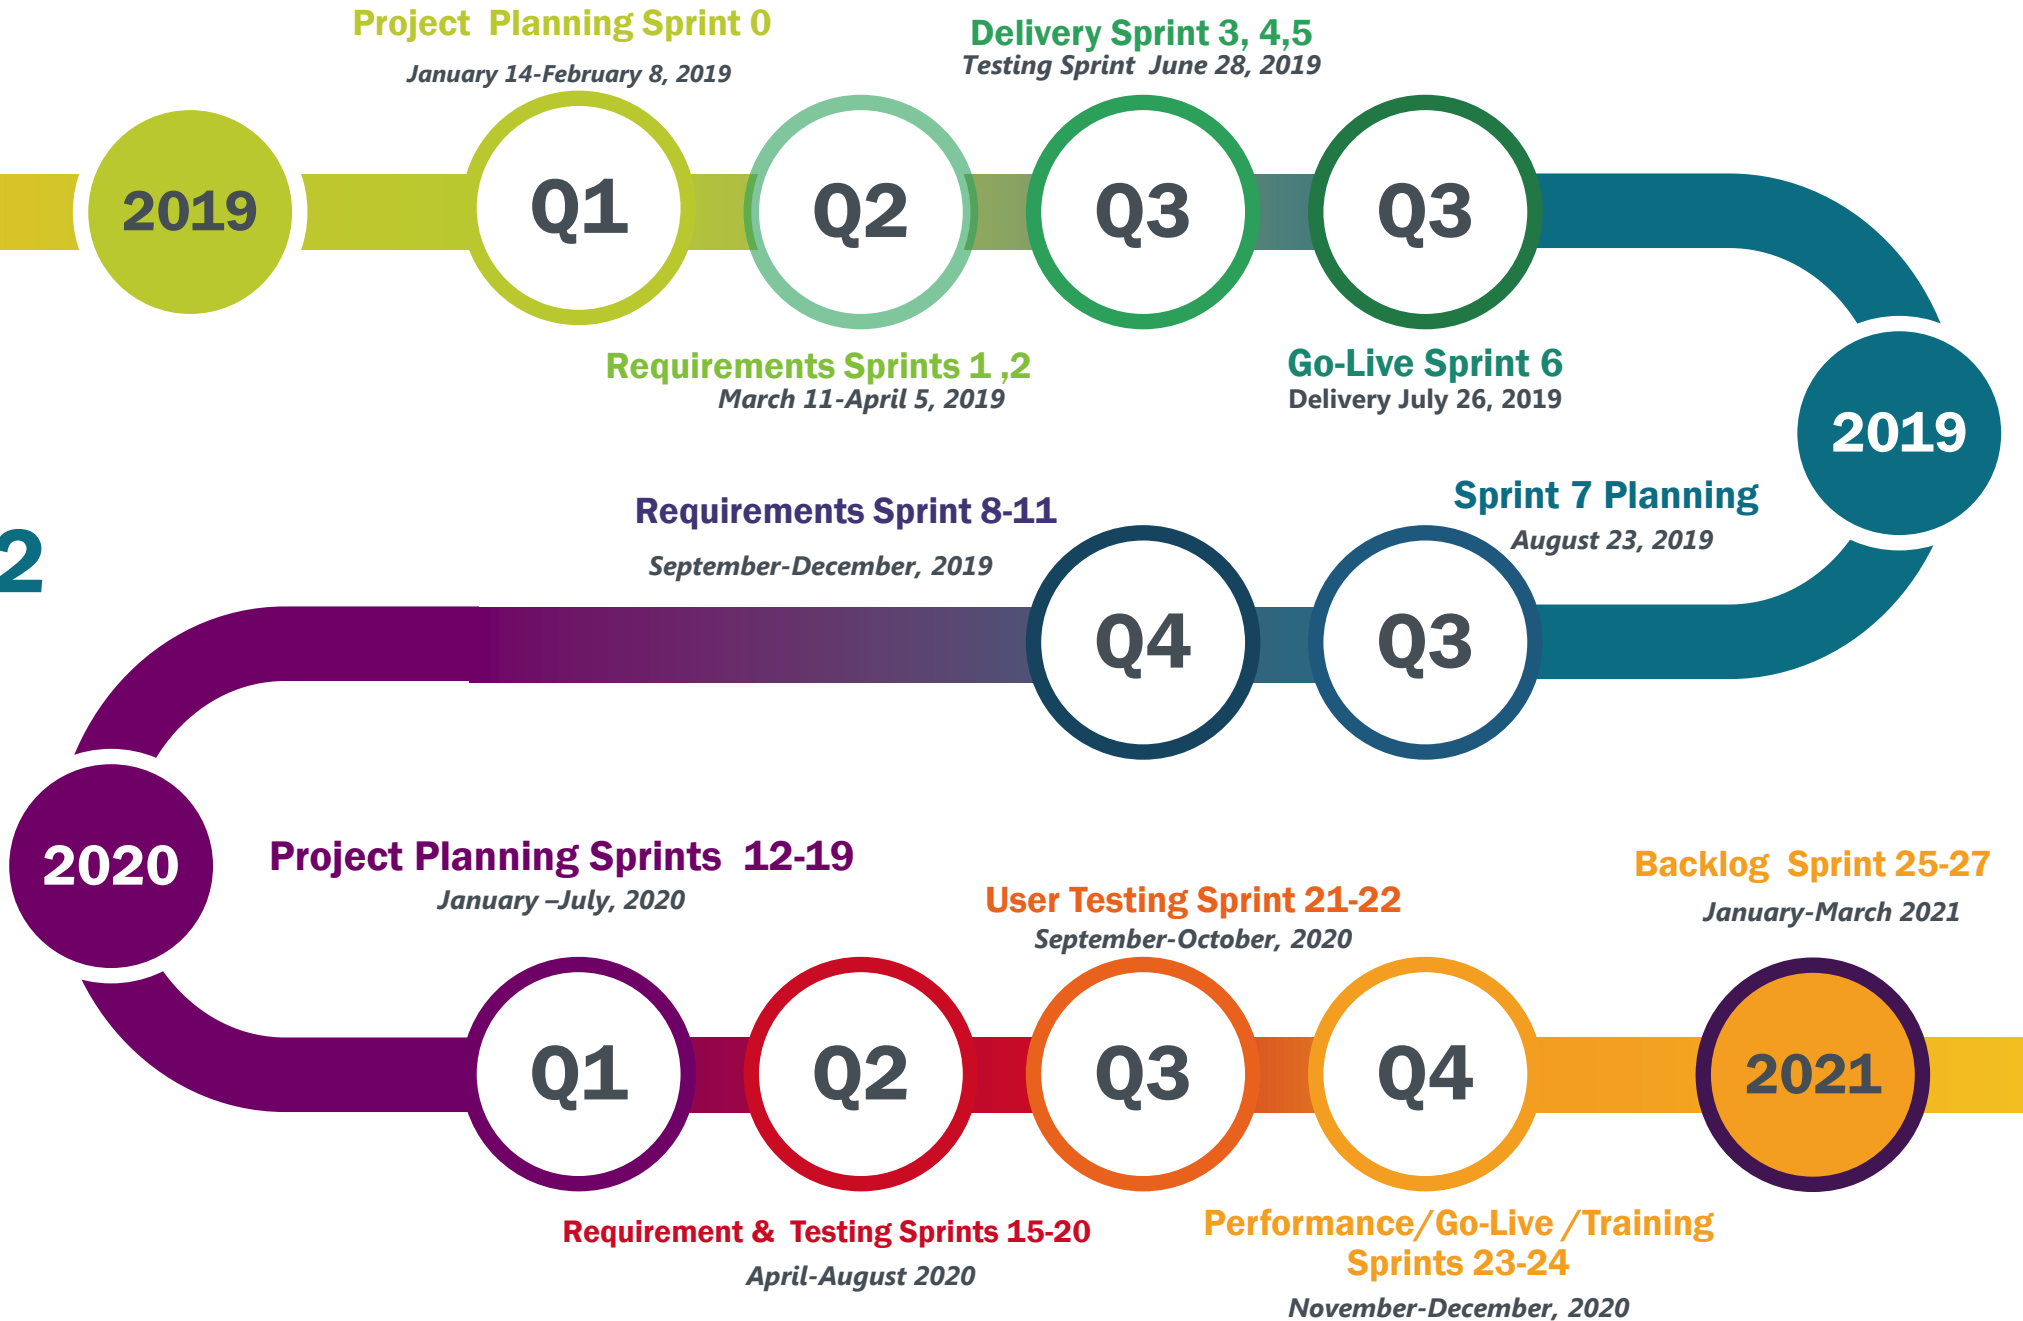 Project Planning Sprint 0
January 14-February 8, 2019
Delivery Sprint 3, 4,5
Testing Sprint June 28, 2019
2019
Q1
Q2
Q3
Q3
Requirements Sprints 1 ,2
March 11-April 5, 2019
Go-Live Sprint 6
Delivery July 26, 2019
2019
Sprint 7 Planning
August 23, 2019
Requirements Sprint 8-11
September-December, 2019
2
Q4
Q3
2020
Project Planning Sprints 12-19
January –July, 2020
User Testing Sprint 21-22
September-October, 2020
Backlog Sprint 25-27
January-March 2021
Q1
Q2
Q3
Q4
2021
Requirement & Testing Sprints 15-20
April-August 2020
Performance/Go-Live /Training
Sprints 23-24
November-December, 2020